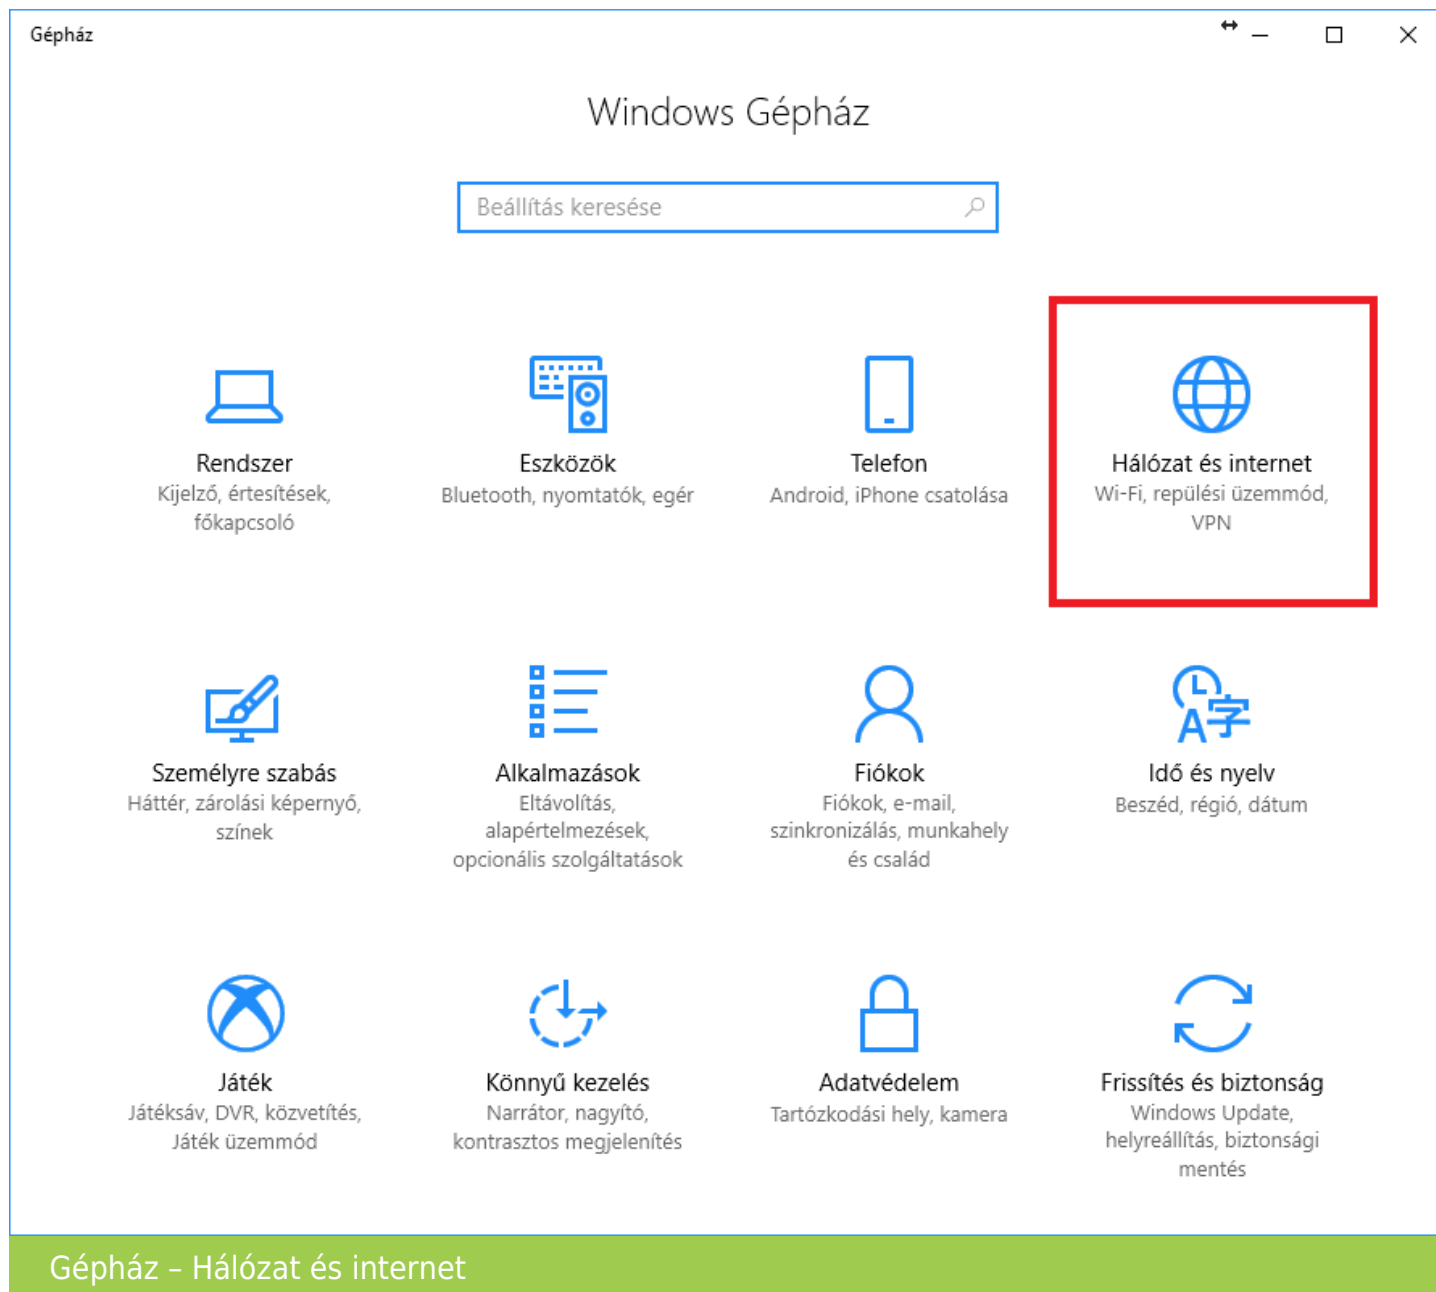 Gépház
Windows Gépház
Beállítás keresése
Rendszer
Kijelző, értesítések,
főkapcsoló
Eszközök
Bluetooth, nyomtatók, egér
Telefon
Android, iPhone csatolása
Hálózat és internet
Wi-Fi, repülési üzemmód,
VPN
Személyre szabás
Háttér, zárolási képernyő,
színek
Alkalmazások
Eltávolítás,
alapértelmezések,
opcionális szolgáltatások
Fiókok
Fiókok, e-mail,
szinkronizálás, munkahely
és család
A字
Idő és nyelv
Beszéd, régió, dátum
Játék
Játéksáv, DVR, közvetítés,
Játék üzemmód
Könnyű kezelés
Narrátor, nagyító,
kontrasztos megjelenítés
Adatvédelem
Tartózkodási hely, kamera
Frissítés és biztonság
Windows Update,
helyreállítás, biztonsági
mentés
Gépház – Hálózat és internet